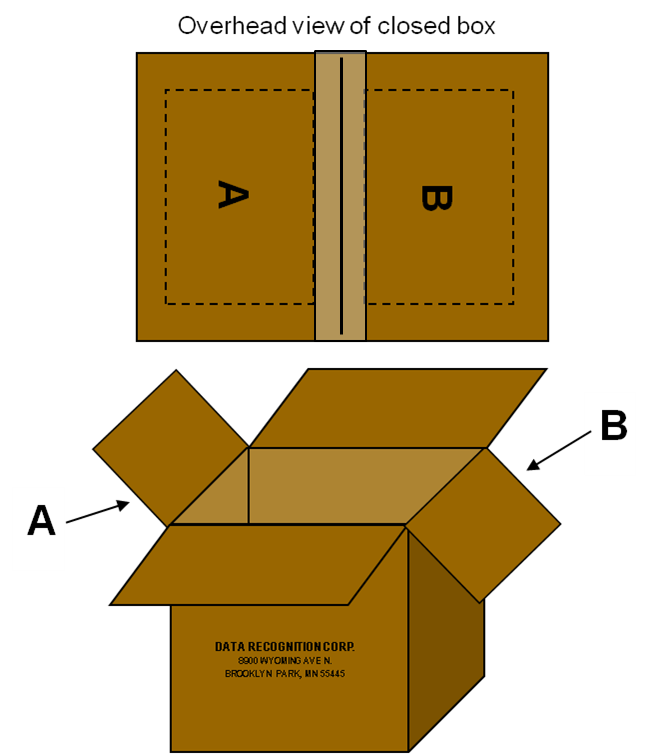 Overhead view of closed box
A
B
B
A
DATA RECOGNITION CORP.
8900 WYOMING AVE N.
BROOKLYN PARK, MN 55445